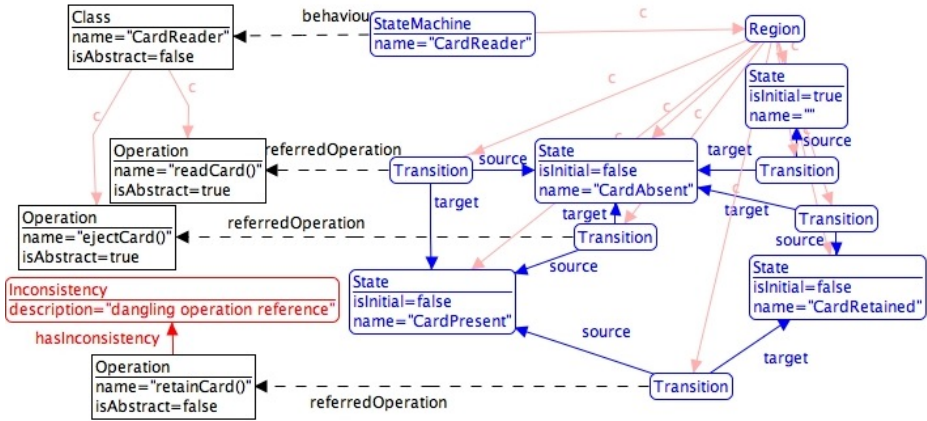 Class
name="CardReader"
isAbstract=false
behaviou
StateMachine
name="CardReader"
c
Region
c
c
c
c
c
c
c
c
State
isInitial=true
name=""
Operation
name="readCard()"
isAbstract=true
referredOperation
Transition
source
State
isInitial=false
name="CardAbsent"
target
source
Transition
target
c
Operation
name="ejectCard()"
isAbstract=true
referredOperation
target
Transition
source
target
Transition
source
Inconsistency
description="dangling operation reference"
hasInconsistency
State
isInitial=false
name="CardPresent"
State
isInitial=false
name="CardRetained"
source
target
Operation
name="retainCard()"
isAbstract=false
referredOperation
Transition